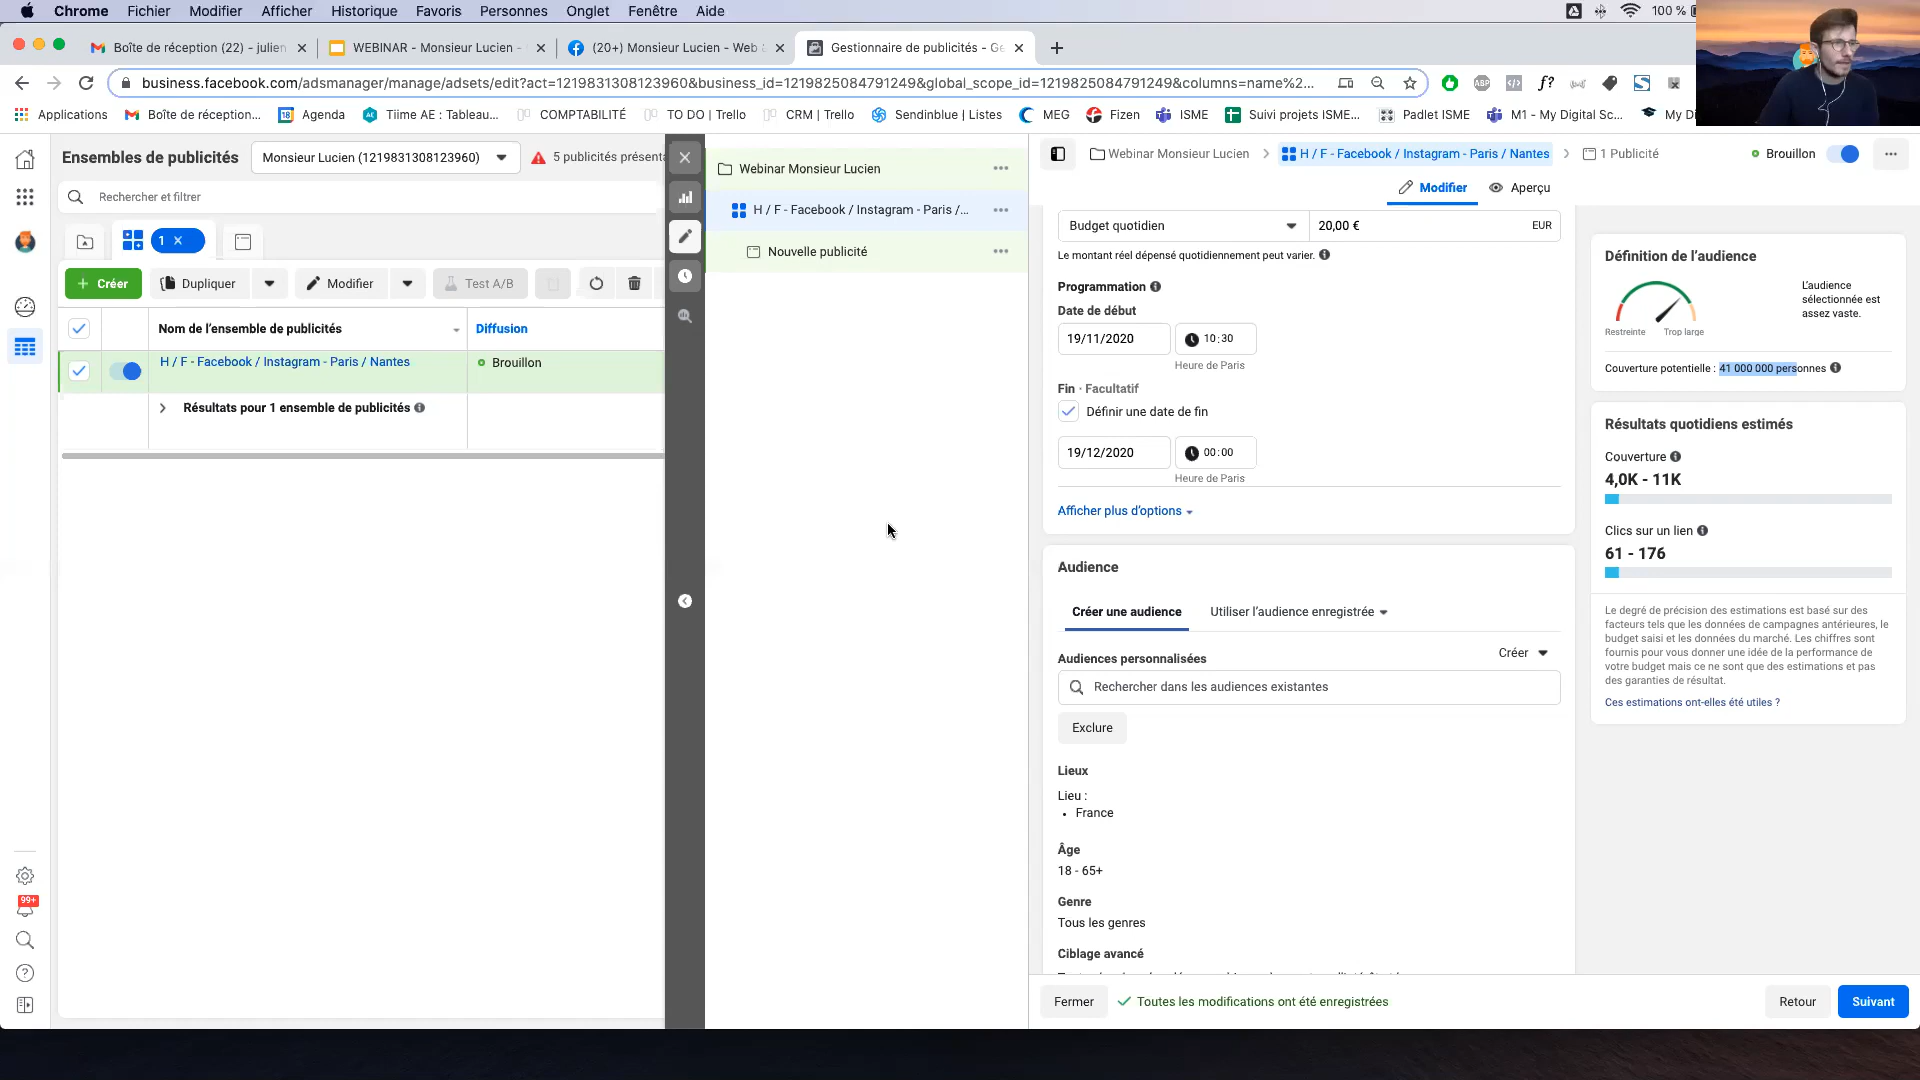 Chrome Fichier Modifier Afficher Historique Favoris Personnes Onglet Fenêtre Aide 100 %
Boîte de réception (22) - julien
WEBINAR - Monsieur Lucien -
(20+) Monsieur Lucien - Web
Gestionnaire de publicités - Ge
business.facebook.com/adsmanager/manage/adsets/edit?act=1219831308123960&business_id=1219825084791249&global_scope_id=1219825084791249&columns=name%2...
Applications Boîte de réception... Agenda Tiime AE : Tableau... COMPTABILITÉ TO DO | Trello CRM | Trello Sendinblue | Listes MEG Fizen ISME Suivi projets ISME... Padlet ISME M1 - My Digital Sc... My Di
Ensembles de publicités
Monsieur Lucien (1219831308123960)
5 publicités présenta
Rechercher et filtrer
1
Créer
Dupliquer
Modifier
Test A/B
Nom de l'ensemble de publicités
Diffusion
H / F - Facebook / Instagram - Paris / Nantes
Brouillon
Résultats pour 1 ensemble de publicités
99+
Webinar Monsieur Lucien
H / F - Facebook / Instagram - Paris /...
Nouvelle publicité
Webinar Monsieur Lucien
H / F - Facebook / Instagram - Paris / Nantes
1 Publicité
Brouillon
Modifier
Aperçu
Budget quotidien
20,00 €
EUR
Le montant réel dépensé quotidiennement peut varier.
Programmation
Date de début
19/11/2020
10:30
Heure de Paris
Fin · Facultatif
Définir une date de fin
19/12/2020
00:00
Heure de Paris
Afficher plus d'options
Audience
Créer une audience
Utiliser l'audience enregistrée
Audiences personnalisées
Créer
Rechercher dans les audiences existantes
Exclure
Lieux
Lieu :
• France
Âge
18 - 65+
Genre
Tous les genres
Ciblage avancé
Fermer
Toutes les modifications ont été enregistrées
Retour
Suivant
Définition de l'audience
Restreinte
Trop large
L'audience
sélectionnée est
assez vaste.
Couverture potentielle : 41 000 000 personnes
Résultats quotidiens estimés
Couverture
4,0K - 11K
Clics sur un lien
61 - 176
Le degré de précision des estimations est basé sur des
facteurs tels que les données de campagnes antérieures, le
budget saisi et les données du marché. Les chiffres sont
fournis pour vous donner une idée de la performance de
votre budget mais ce ne sont que des estimations et pas
des garanties de résultat.
Ces estimations ont-elles été utiles ?